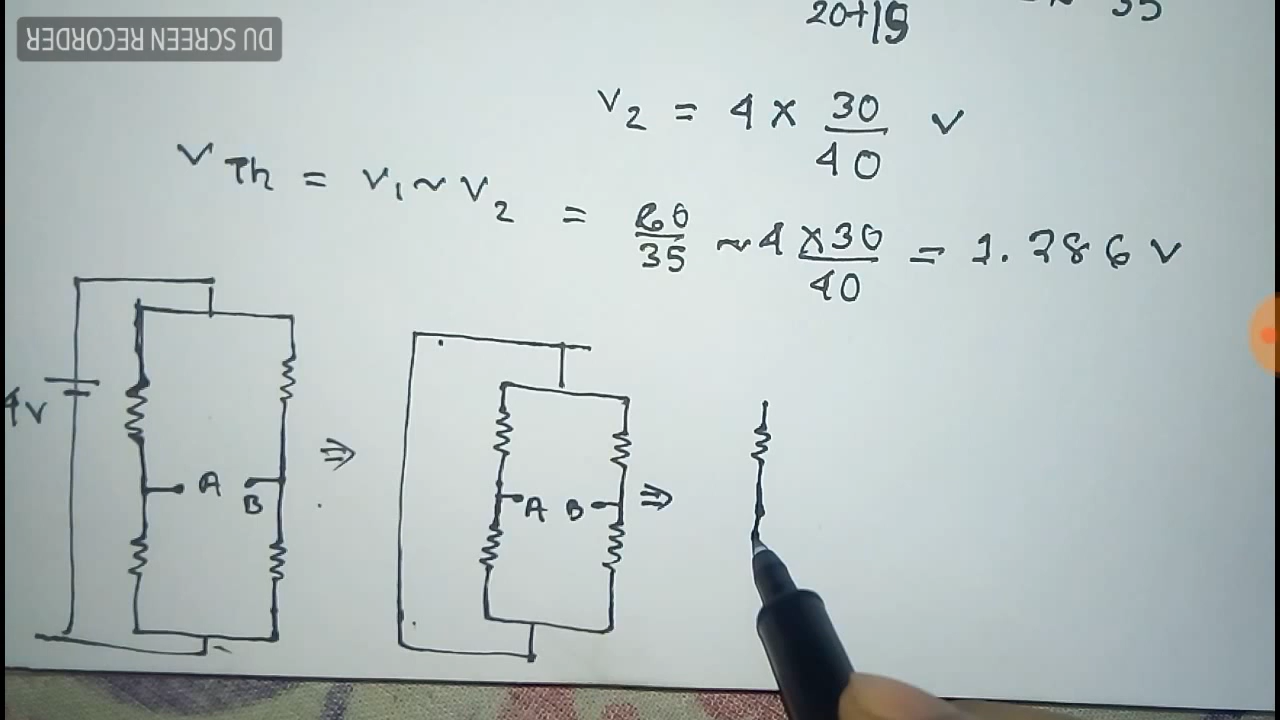 DU SCREEN RECORDER
20+15 35
V2 = 4 × 30/40 V
VTh = V1 ~ V2 = 60/35 ~ 4 × 30/40 = 1.286 V
4V
A B
A B